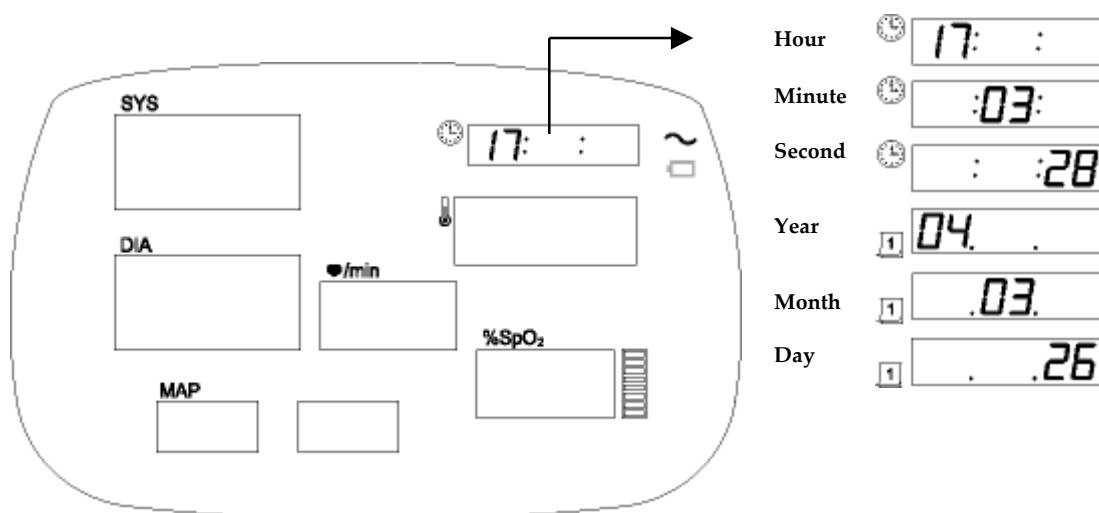 SYS
17: :
DIA
/min
%SpO₂
MAP
Hour 17: :
Minute :03:
Second : :28
Year 1 04. .
Month 1 .03.
Day 1 . .26